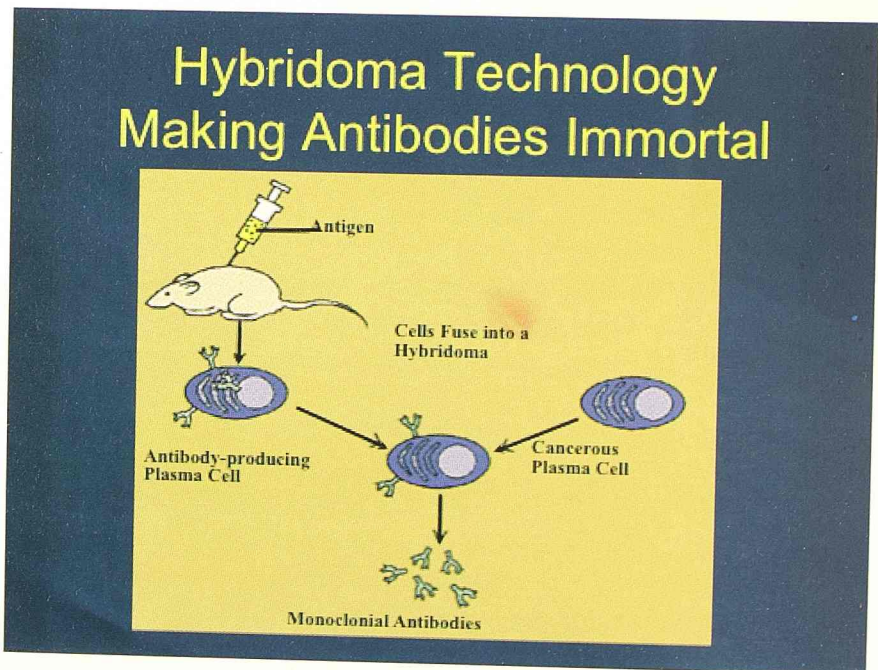 Hybridoma Technology
Making Antibodies Immortal
Antigen
Cells Fuse into a
Hybridoma
Antibody-producing
Plasma Cell
Cancerous
Plasma Cell
Monoclonial Antibodies